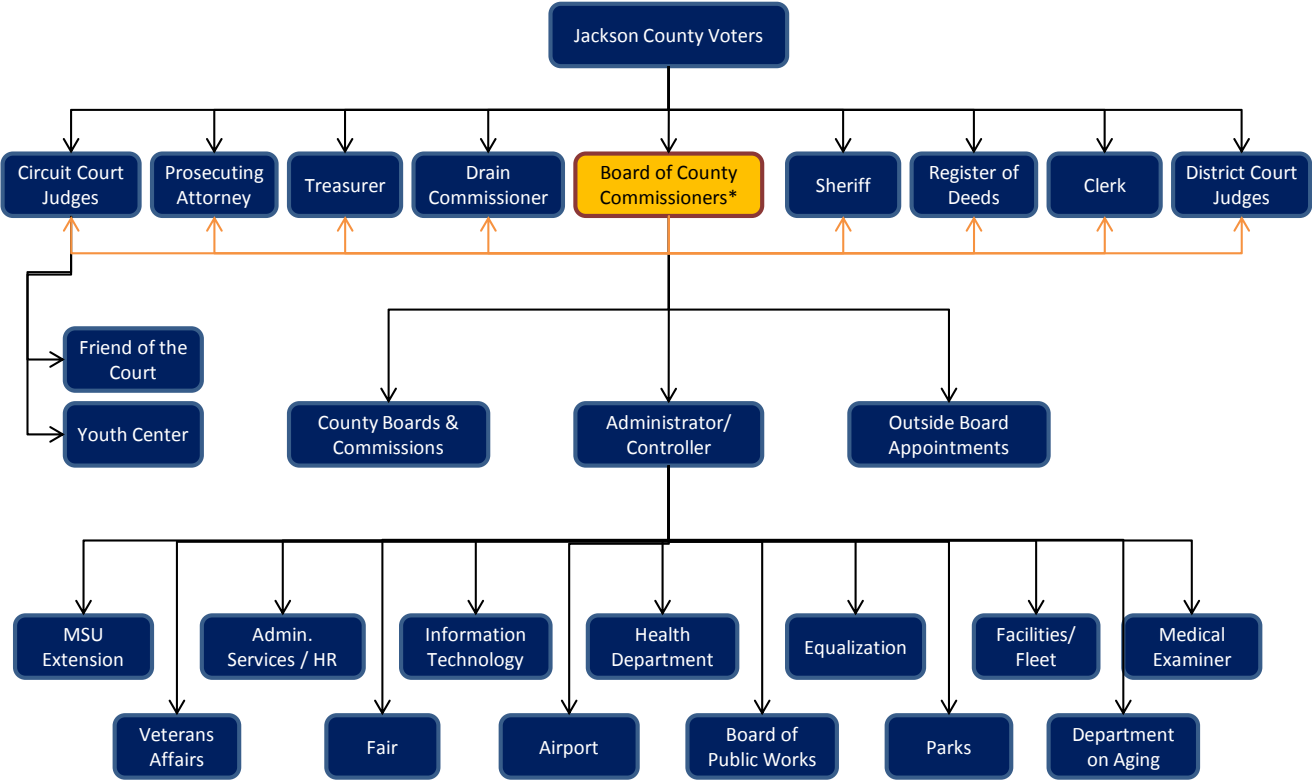 Jackson County Voters
Circuit Court
Judges
Prosecuting
Attorney
Treasurer
Drain
Commissioner
Board of County
Commissioners*
Sheriff
Register of
Deeds
Clerk
District Court
Judges
Friend of the
Court
Youth Center
County Boards &
Commissions
Administrator/
Controller
Outside Board
Appointments
MSU
Extension
Admin.
Services / HR
Information
Technology
Health
Department
Equalization
Facilities/
Fleet
Medical
Examiner
Veterans
Affairs
Fair
Airport
Board of
Public Works
Parks
Department
on Aging